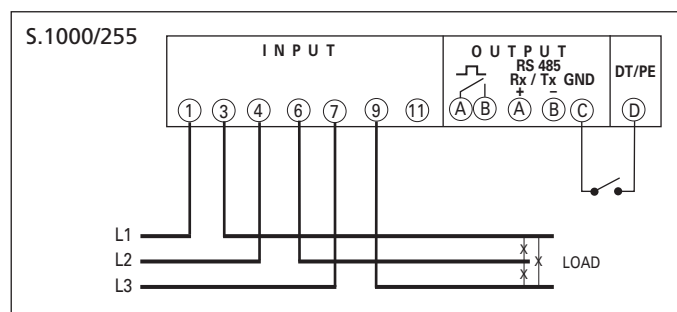 S.1000/255
INPUT
OUTPUT
RS 485
Rx / Tx GND
+ –
DT/PE
1 3 4 6 7 9 11 A B A B C D
L1
L2
L3
x
x
x
LOAD